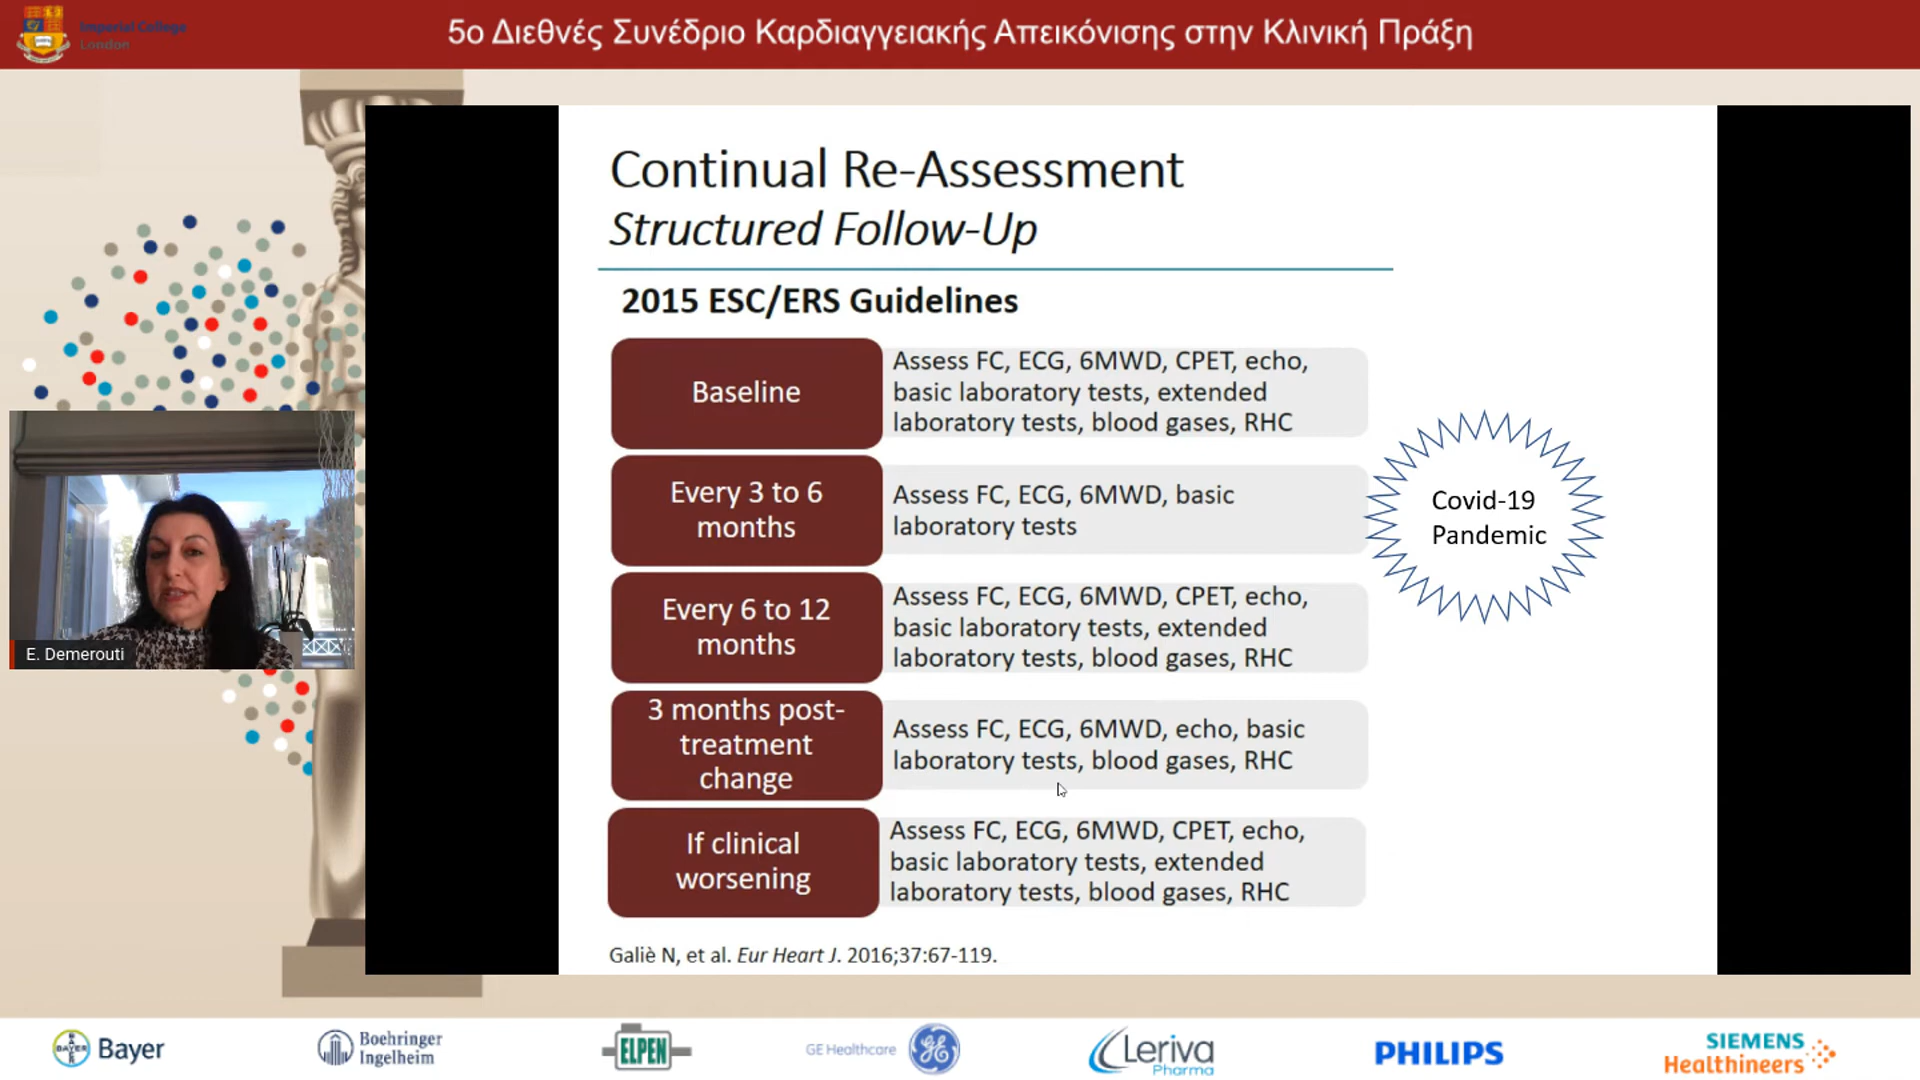 Imperial College
London
5ο Διεθνές Συνέδριο Καρδιαγγειακής Απεικόνισης στην Κλινική Πράξη
Continual Re-Assessment
Structured Follow-Up
2015 ESC/ERS Guidelines
Baseline
Assess FC, ECG, 6MWD, CPET, echo,
basic laboratory tests, extended
laboratory tests, blood gases, RHC
Every 3 to 6
months
Assess FC, ECG, 6MWD, basic
laboratory tests
Every 6 to 12
months
Assess FC, ECG, 6MWD, CPET, echo,
basic laboratory tests, extended
laboratory tests, blood gases, RHC
3 months post-
treatment
change
Assess FC, ECG, 6MWD, echo, basic
laboratory tests, blood gases, RHC
If clinical
worsening
Assess FC, ECG, 6MWD, CPET, echo,
basic laboratory tests, extended
laboratory tests, blood gases, RHC
Covid-19
Pandemic
Galiè N, et al. Eur Heart J. 2016;37:67-119.
E. Demerouti
BAYER
Bayer
Boehringer
Ingelheim
ELPEN
GE Healthcare
GE
Leriva
Pharma
PHILIPS
SIEMENS
Healthineers